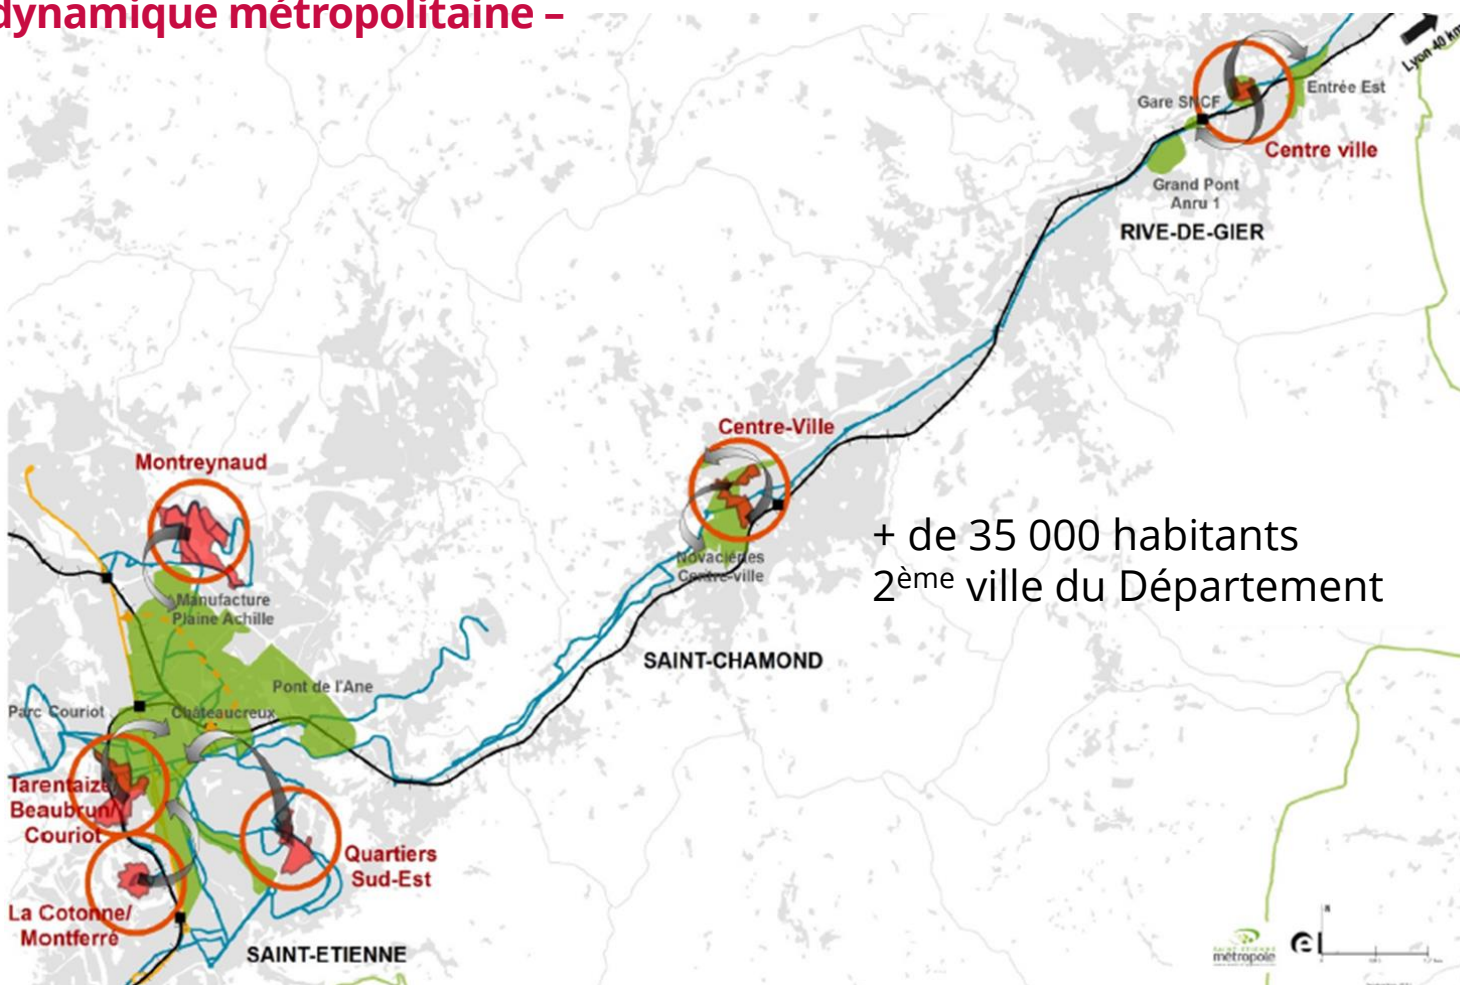 dynamique métropolitaine –
Lyon 40 km
Entrée Est
Gare SNCF
Centre ville
Grand Pont
Anru 1
RIVE-DE-GIER
Centre-Ville
Montreynaud
+ de 35 000 habitants
2ème ville du Département
Novaciéries
Centre-ville
Manufacture
Plaine Achille
SAINT-CHAMOND
Pont de l'Ane
Parc Couriot
Châteaucreux
Tarentaize
Beaubrun/
Couriot
Quartiers
Sud-Est
La Cotonne/
Montferré
SAINT-ETIENNE
SAINT-ETIENNE
métropole